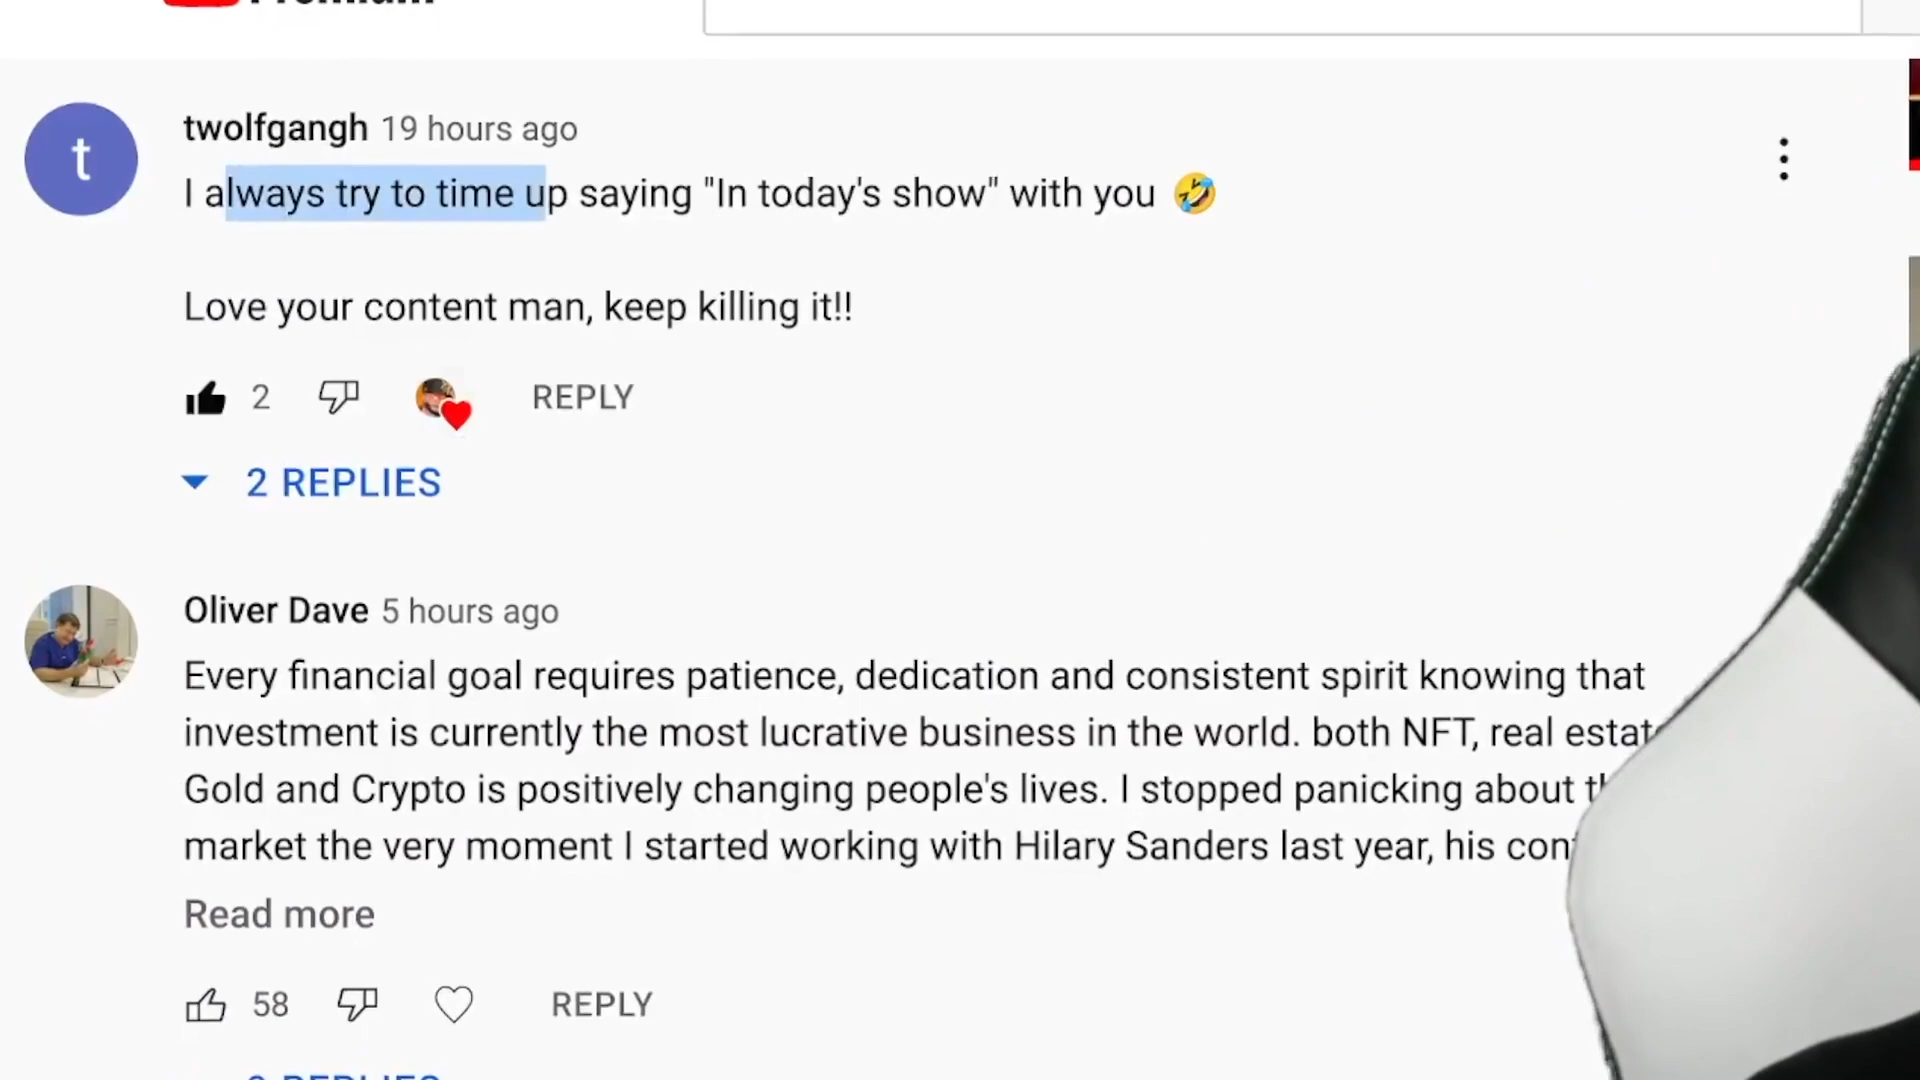 t
twolfgangh 19 hours ago
I always try to time up saying "In today's show" with you 🤣
Love your content man, keep killing it!!
2 REPLY
2 REPLIES
Oliver Dave 5 hours ago
Every financial goal requires patience, dedication and consistent spirit knowing that
investment is currently the most lucrative business in the world. both NFT, real
Gold and Crypto is positively changing people's lives. I stopped panicking about
market the very moment I started working with Hilary Sanders last year, his
Read more
58 REPLY
REPLIES